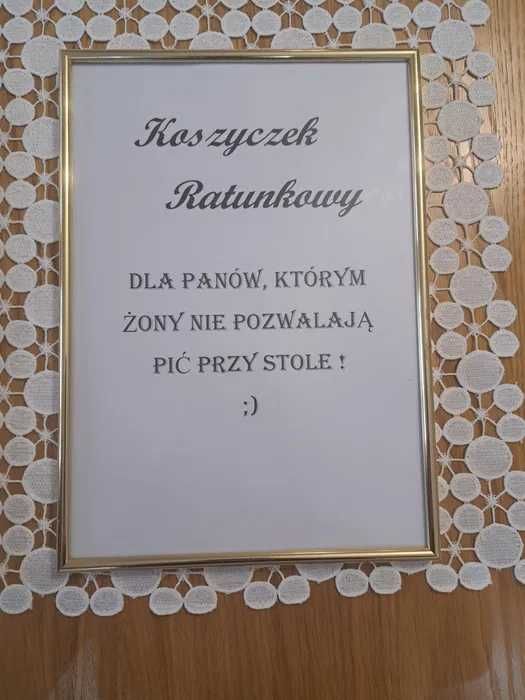 Koszyczek
Ratunkowy
DLA PANÓW, KTÓRYM
ŻONY NIE POZWALAJĄ
PIĆ PRZY STOLE !
;)